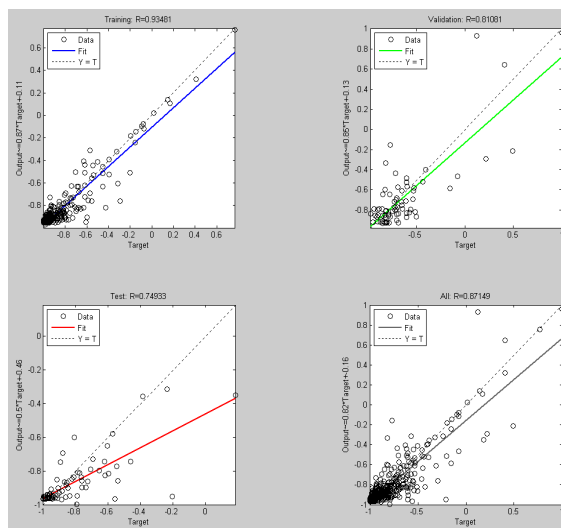 Training: R=0.93481
Output~=0.87*Target+-0.11
Data
Fit
Y = T
0.6
0.4
0.2
0
-0.2
-0.4
-0.6
-0.8
-0.8 -0.6 -0.4 -0.2 0 0.2 0.4 0.6
Target
Validation: R=0.81081
Output~=0.85*Target+-0.13
Data
Fit
Y = T
0.8
0.6
0.4
0.2
0
-0.2
-0.4
-0.6
-0.8
-0.5 0 0.5
Target
Test: R=0.74933
Output~=0.5*Target+-0.46
Data
Fit
Y = T
0
-0.2
-0.4
-0.6
-0.8
-1
-1 -0.8 -0.6 -0.4 -0.2 0
Target
All: R=0.87149
Output~=0.82*Target+-0.16
Data
Fit
Y = T
1
0.8
0.6
0.4
0.2
0
-0.2
-0.4
-0.6
-0.8
-1
-1 -0.5 0 0.5
Target